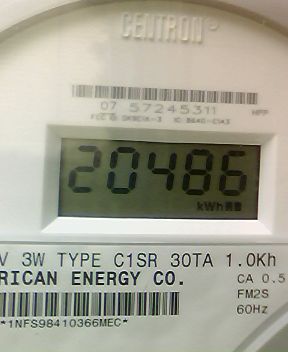 CENTRON®
07 57245311
HPP
20486
kWh
V 3W TYPE C1SR 30TA 1.0Kh
RICAN ENERGY CO.
CA 0.5
FM2S
60Hz
*1NFS98410366MEC*